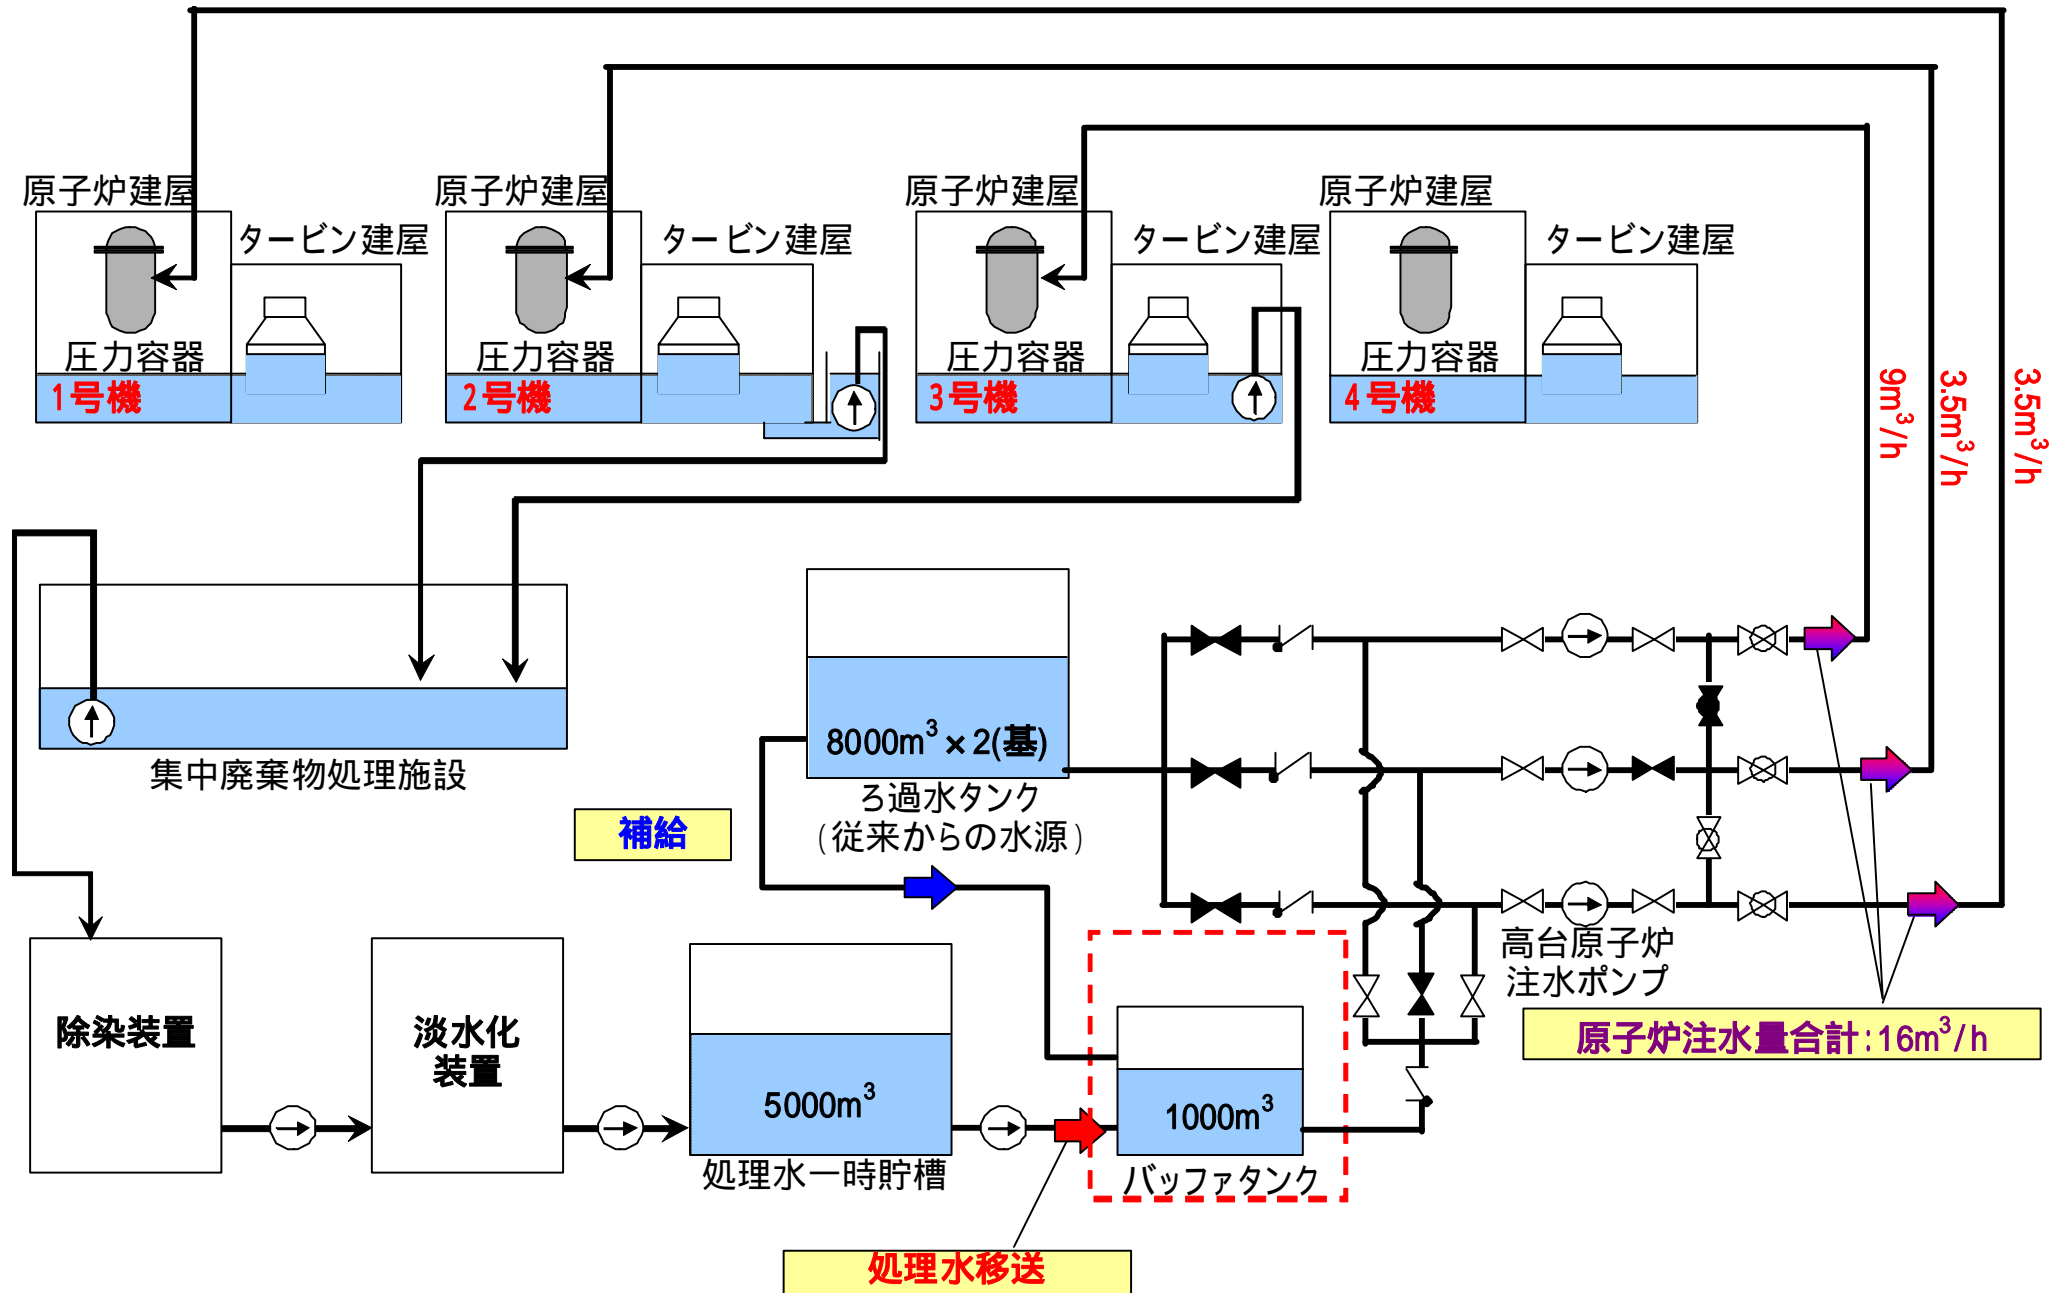 原子炉建屋
タービン建屋
圧力容器
1号機
原子炉建屋
タービン建屋
圧力容器
2号機
原子炉建屋
タービン建屋
圧力容器
3号機
原子炉建屋
タービン建屋
圧力容器
4号機
9m³/h
3.5m³/h
3.5m³/h
集中廃棄物処理施設
8000m³×2(基)
ろ過水タンク
(従来からの水源)
補給
高台原子炉
注水ポンプ
原子炉注水量合計:16m³/h
除染装置
淡水化
装置
5000m³
処理水一時貯槽
1000m³
バッファタンク
処理水移送